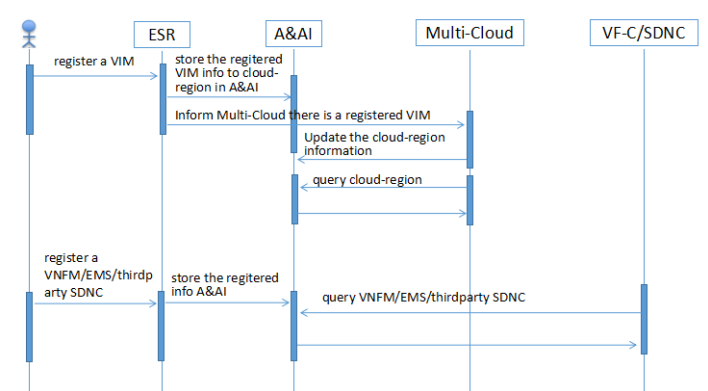 ESR
A&AI
Multi-Cloud
VF-C/SDNC
register a VIM
store the regitered
VIM info to cloud-
region in A&AI
Inform Multi-Cloud there is a registered VIM
Update the cloud-region
information
query cloud-region
register a
VNFM/EMS/thirdp
arty SDNC
store the regitered
info A&AI
query VNFM/EMS/thirdparty SDNC